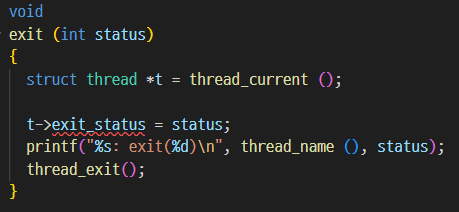 void
exit (int status)
{
  struct thread *t = thread_current ();

  t->exit_status = status;
  printf("%s: exit(%d)\n", thread_name (), status);
  thread_exit();
}